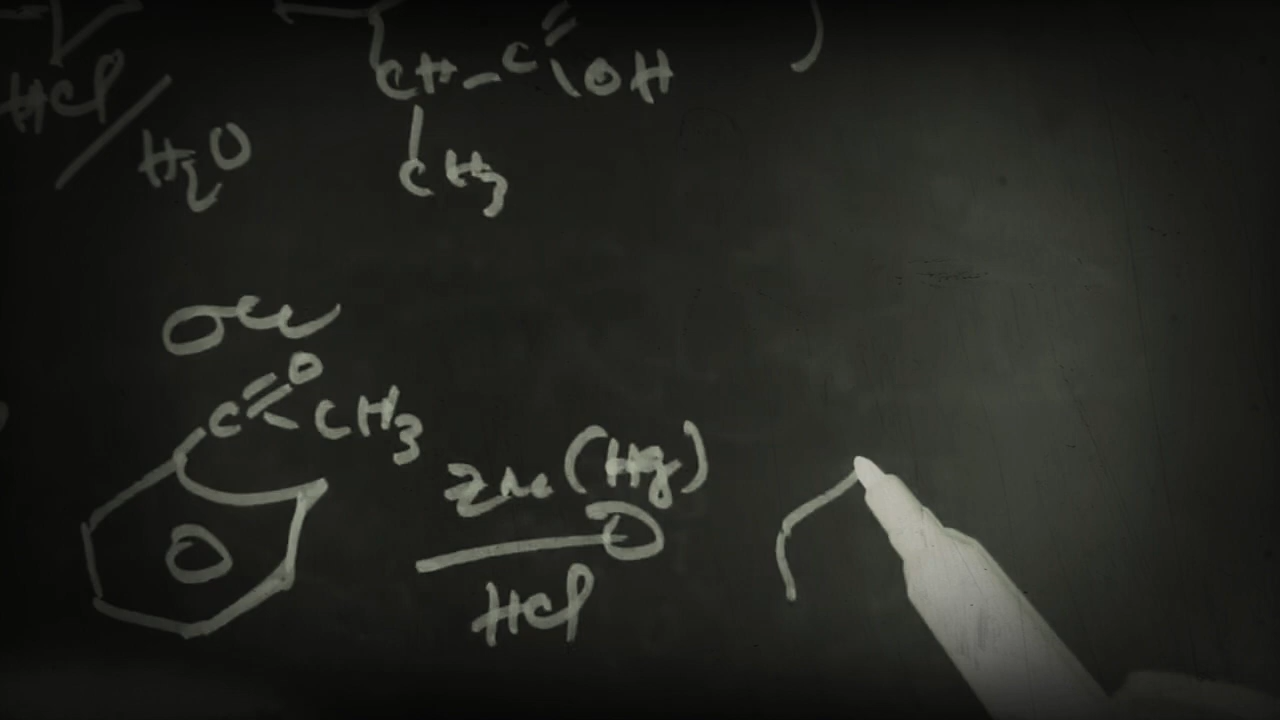 CH-C=OH
HCl/H₂O
CH₃
O
C=CH₃
Zn(Hg)
HCl